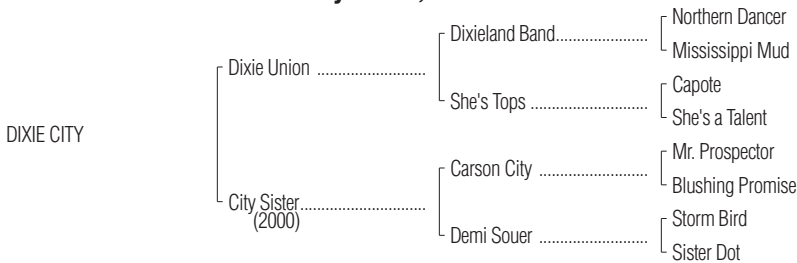 Northern Dancer
Dixieland Band
Mississippi Mud
Dixie Union
Capote
She's Tops
She's a Talent
DIXIE CITY
Mr. Prospector
Carson City
Blushing Promise
City Sister
(2000)
Storm Bird
Demi Souer
Sister Dot